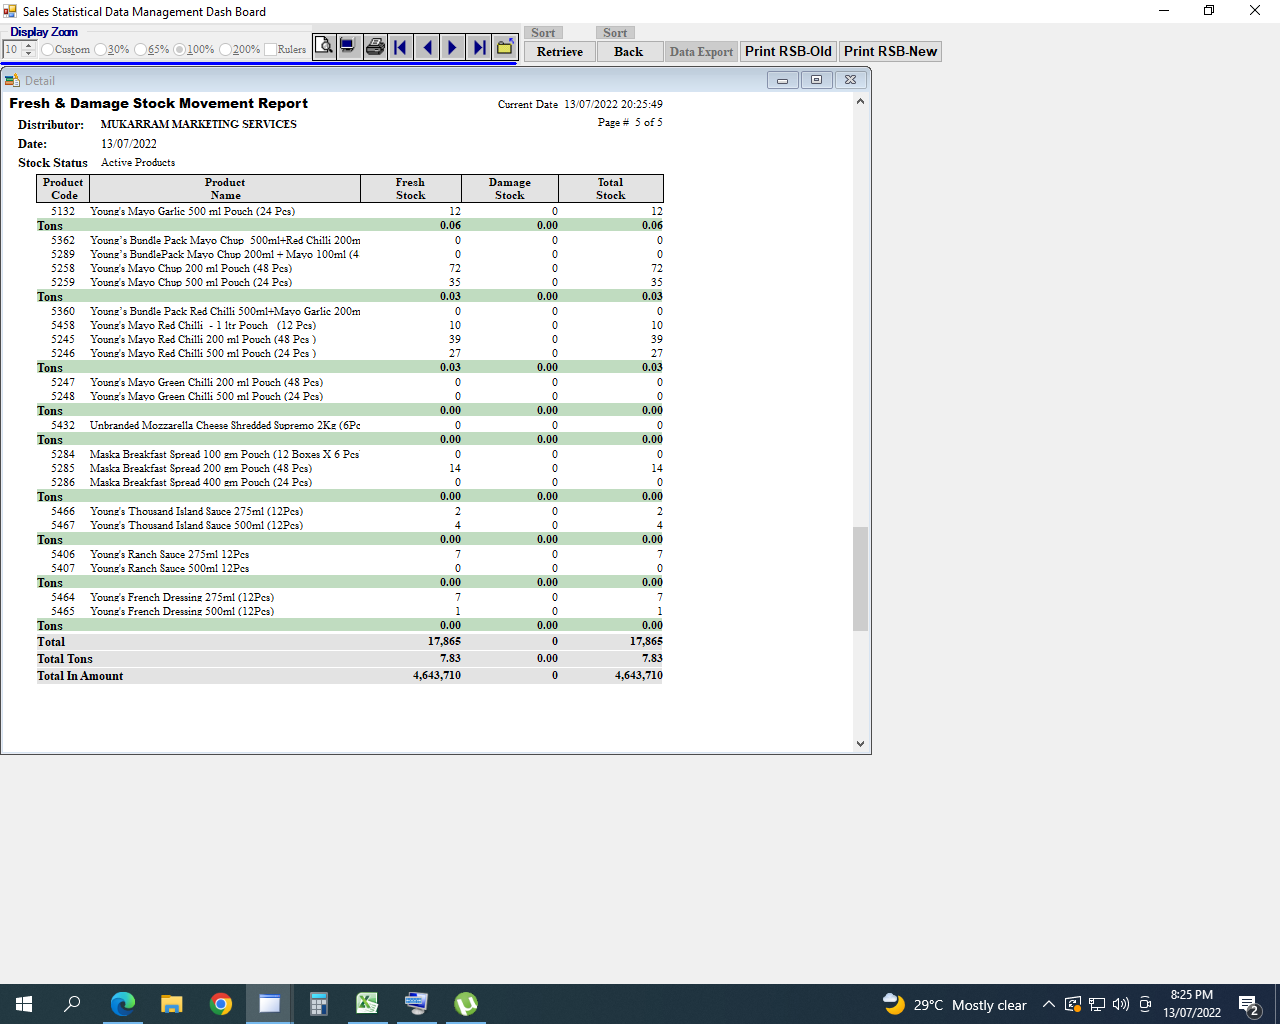 Sales Statistical Data Management Dash Board
Display Zoom
10 Custom 30% 65% 100% 200% Rulers
Sort Sort
Retrieve Back Data Export Print RSB-Old Print RSB-New
Detail
Fresh & Damage Stock Movement Report Current Date 13/07/2022 20:25:49
Distributor: MUKARRAM MARKETING SERVICES Page # 5 of 5
Date: 13/07/2022
Stock Status Active Products
Product Product Fresh Damage Total
Code Name Stock Stock Stock
5132 Young's Mayo Garlic 500 ml Pouch (24 Pcs) 12 0 12
Tons 0.06 0.00 0.06
5362 Young's Bundle Pack Mayo Chup 500ml+Red Chilli 200m 0 0 0
5289 Young's BundlePack Mayo Chup 200ml + Mayo 100ml (4 0 0 0
5258 Young's Mayo Chup 200 ml Pouch (48 Pcs) 72 0 72
5259 Young's Mayo Chup 500 ml Pouch (24 Pcs) 35 0 35
Tons 0.03 0.00 0.03
5360 Young's Bundle Pack Red Chilli 500ml+Mayo Garlic 200m 0 0 0
5458 Young's Mayo Red Chilli - 1 ltr Pouch (12 Pcs) 10 0 10
5245 Young's Mayo Red Chilli 200 ml Pouch (48 Pcs ) 39 0 39
5246 Young's Mayo Red Chilli 500 ml Pouch (24 Pcs ) 27 0 27
Tons 0.03 0.00 0.03
5247 Young's Mayo Green Chilli 200 ml Pouch (48 Pcs) 0 0 0
5248 Young's Mayo Green Chilli 500 ml Pouch (24 Pcs) 0 0 0
Tons 0.00 0.00 0.00
5432 Unbranded Mozzarella Cheese Shredded Supremo 2Kg (6Pc 0 0 0
Tons 0.00 0.00 0.00
5284 Maska Breakfast Spread 100 gm Pouch (12 Boxes X 6 Pcs 0 0 0
5285 Maska Breakfast Spread 200 gm Pouch (48 Pcs) 14 0 14
5286 Maska Breakfast Spread 400 gm Pouch (24 Pcs) 0 0 0
Tons 0.00 0.00 0.00
5466 Young's Thousand Island Sauce 275ml (12Pcs) 2 0 2
5467 Young's Thousand Island Sauce 500ml (12Pcs) 4 0 4
Tons 0.00 0.00 0.00
5406 Young's Ranch Sauce 275ml 12Pcs 7 0 7
5407 Young's Ranch Sauce 500ml 12Pcs 0 0 0
Tons 0.00 0.00 0.00
5464 Young's French Dressing 275ml (12Pcs) 7 0 7
5465 Young's French Dressing 500ml (12Pcs) 1 0 1
Tons 0.00 0.00 0.00
Total 17,865 0 17,865
Total Tons 7.83 0.00 7.83
Total In Amount 4,643,710 0 4,643,710
29°C Mostly clear 8:25 PM
13/07/2022 2